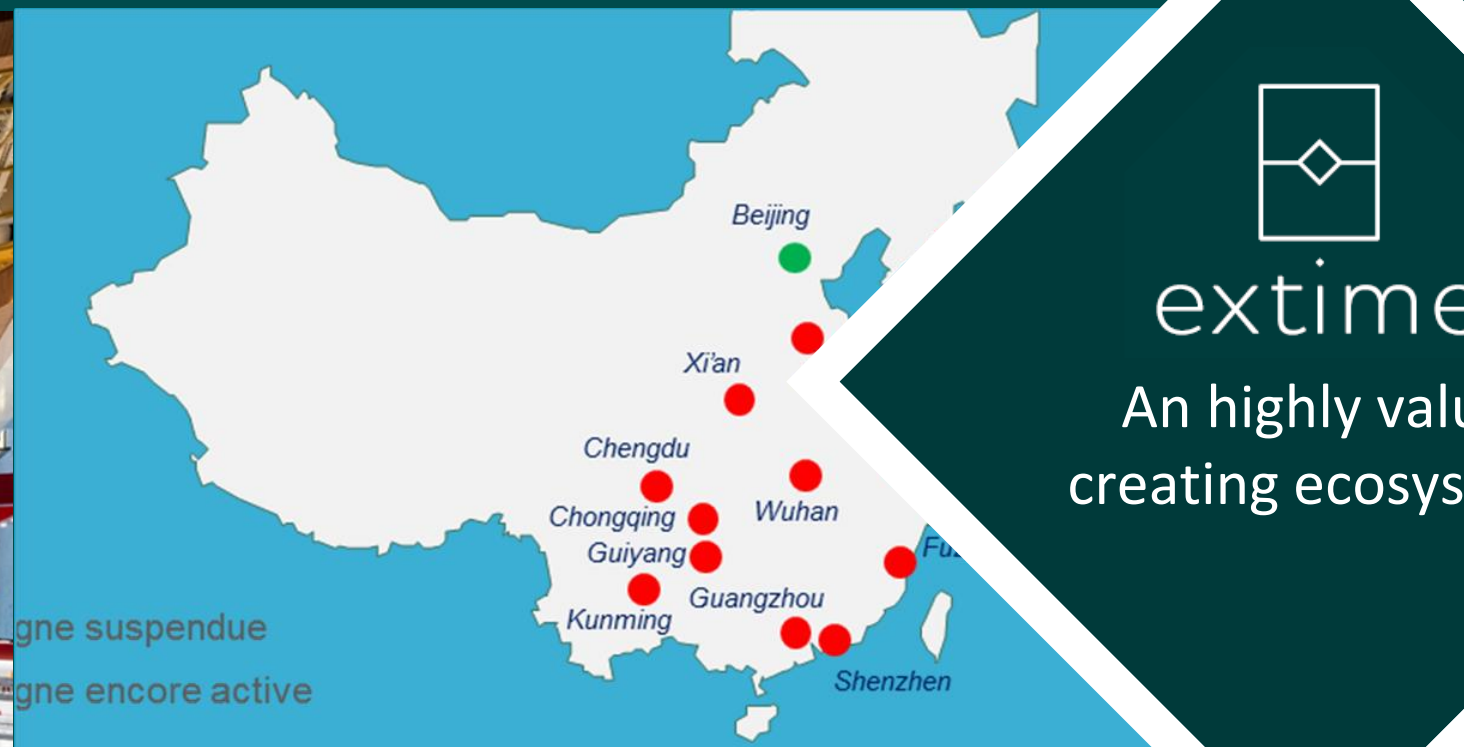 Beijing
Xi'an
Chengdu
Chongqing
Wuhan
Guiyang
Guangzhou
Kunming
Shenzhen
gne suspendue
gne encore active
extime
An highly valu
creating ecosys